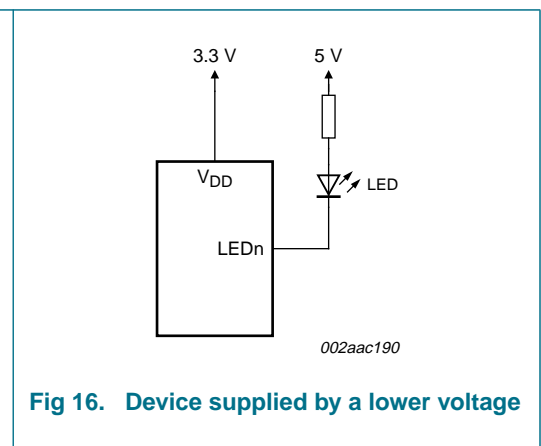 3.3 V 5 V
VDD
LED
LEDn
002aac190
Fig 16. Device supplied by a lower voltage